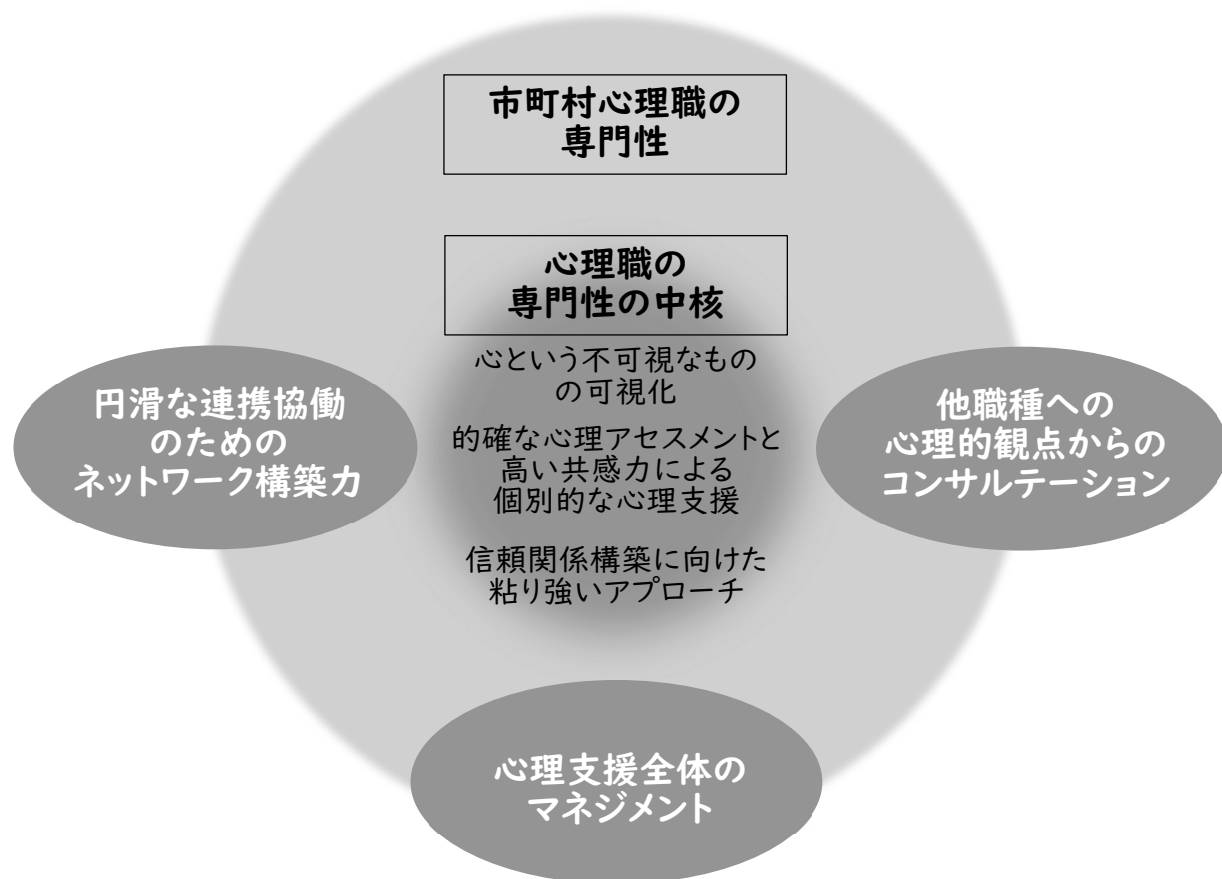 市町村心理職の
専門性
心理職の
専門性の中核
心という不可視なもの
の可視化
的確な心理アセスメントと
高い共感力による
個別的な心理支援
信頼関係構築に向けた
粘り強いアプローチ
円滑な連携協働
のための
ネットワーク構築力
他職種への
心理的観点からの
コンサルテーション
心理支援全体の
マネジメント